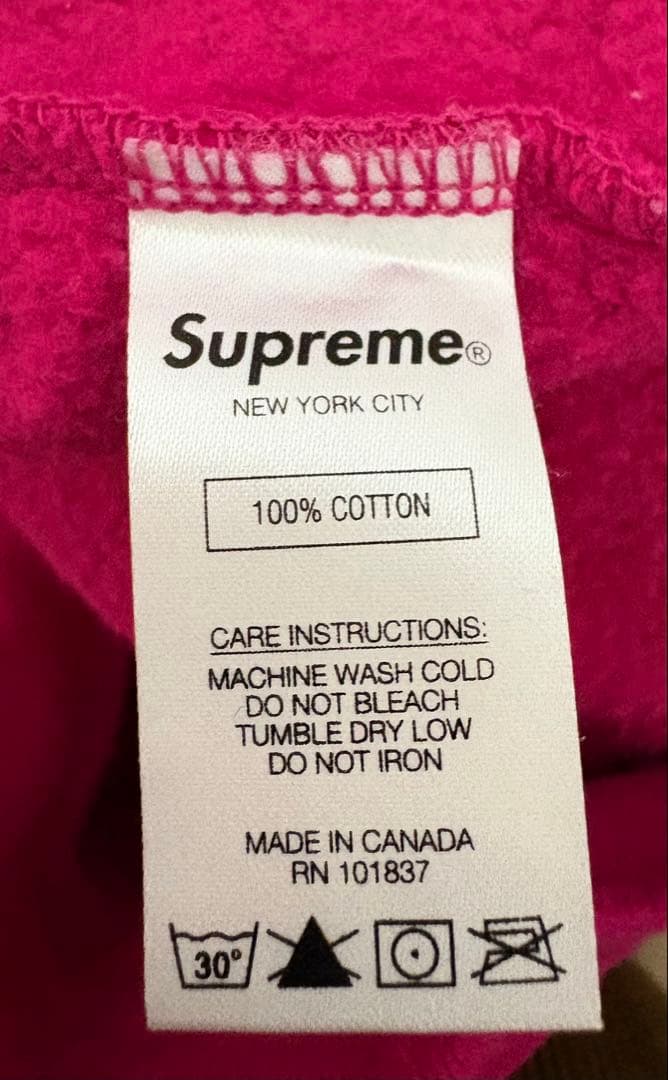 Supreme®
NEW YORK CITY
100% COTTON
CARE INSTRUCTIONS:
MACHINE WASH COLD
DO NOT BLEACH
TUMBLE DRY LOW
DO NOT IRON
MADE IN CANADA
RN 101837
30°